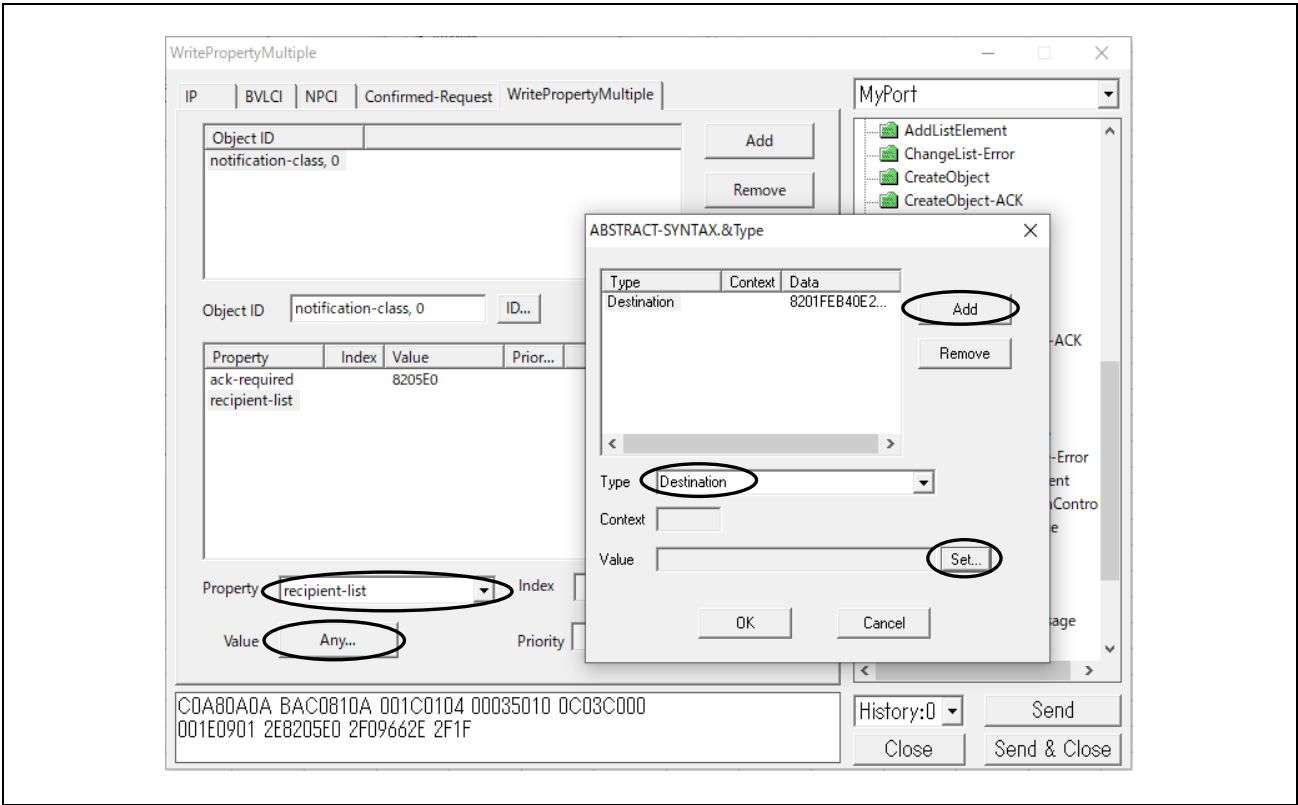 WritePropertyMultiple
IP BVLCI NPCI Confirmed-Request WritePropertyMultiple
Object ID
notification-class, 0
Add
Remove
Object ID notification-class, 0 ID...
Property Index Value Prior...
ack-required 8205E0
recipient-list
Property recipient-list Index
Value Any... Priority
C0A80A0A BAC0810A 001C0104 00035010 0C03C000
001E0901 2E8205E0 2F09662E 2F1F
MyPort
AddListElement
ChangeList-Error
CreateObject
CreateObject-ACK
-ACK
-Error
ent
Contro
e
sage
History:0 Send
Close Send & Close
ABSTRACT-SYNTAX.&Type
Type Context Data
Destination 8201FEB40E2...
Add
Remove
Type Destination
Context
Value Set...
OK Cancel